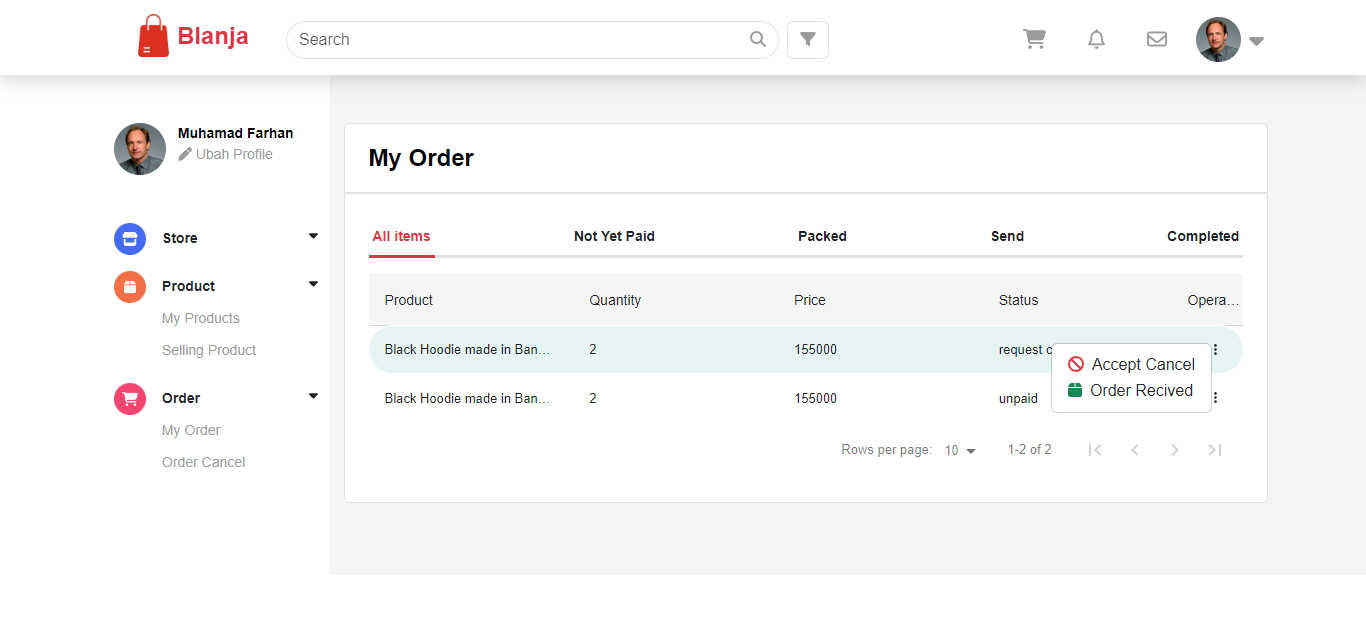 Blanja
Search
Muhamad Farhan
Ubah Profile
Store
Product
My Products
Selling Product
Order
My Order
Order Cancel
My Order
All items Not Yet Paid Packed Send Completed
Product Quantity Price Status Opera...
Black Hoodie made in Ban... 2 155000 request c
Accept Cancel
Order Recived
Black Hoodie made in Ban... 2 155000 unpaid
Rows per page: 10 1-2 of 2